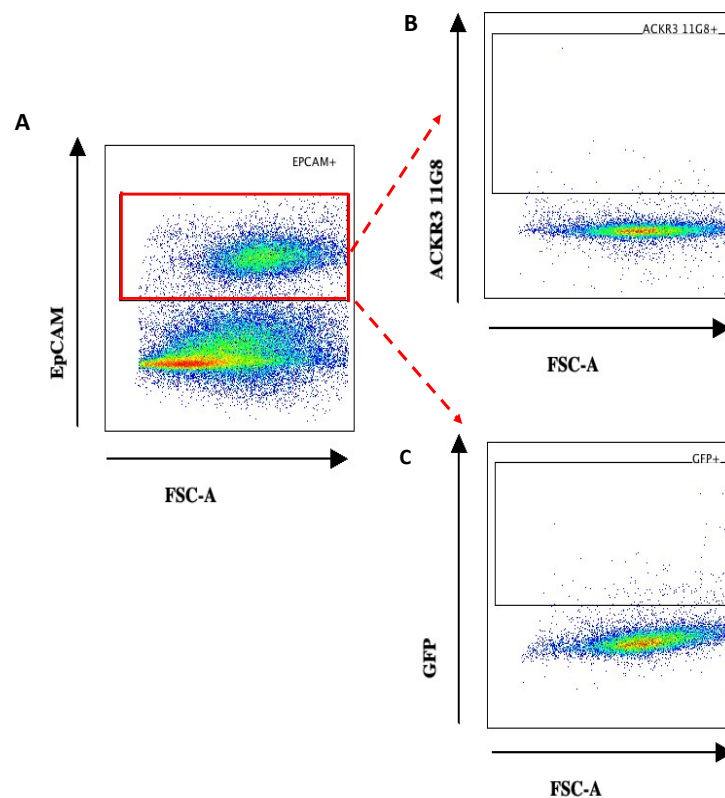 A
EPCAM+
EpCAM
FSC-A
B
ACKR3 11G8+
ACKR3 11G8
FSC-A
C
GFP+
GFP
FSC-A